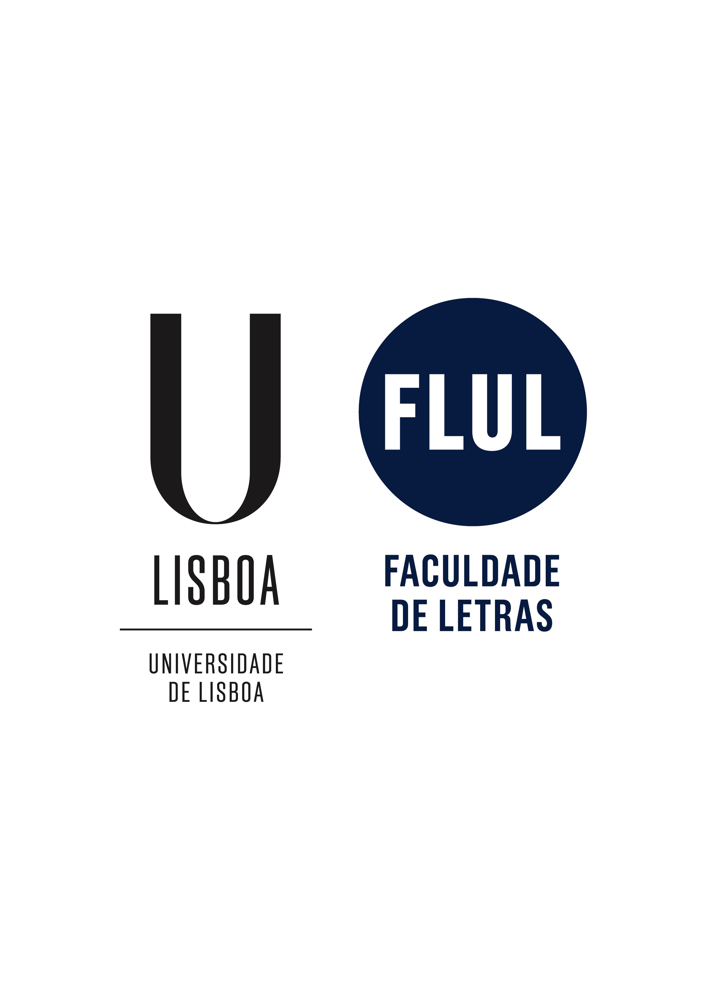 U
LISBOA
UNIVERSIDADE
DE LISBOA
FLUL
FACULDADE
DE LETRAS